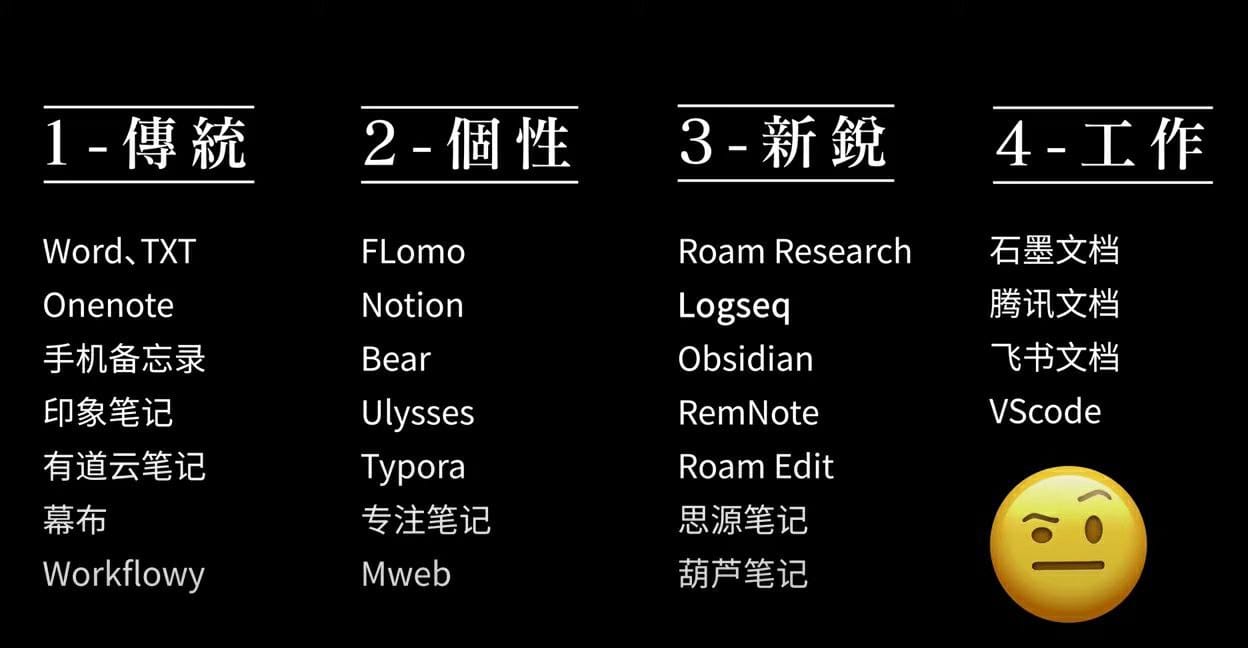 1-傳統
Word、TXT
Onenote
手机备忘录
印象笔记
有道云笔记
幕布
Workflowy
2-個性
FLomo
Notion
Bear
Ulysses
Typora
专注笔记
Mweb
3-新銳
Roam Research
Logseq
Obsidian
RemNote
Roam Edit
思源笔记
葫芦笔记
4-工作
石墨文档
腾讯文档
飞书文档
VScode